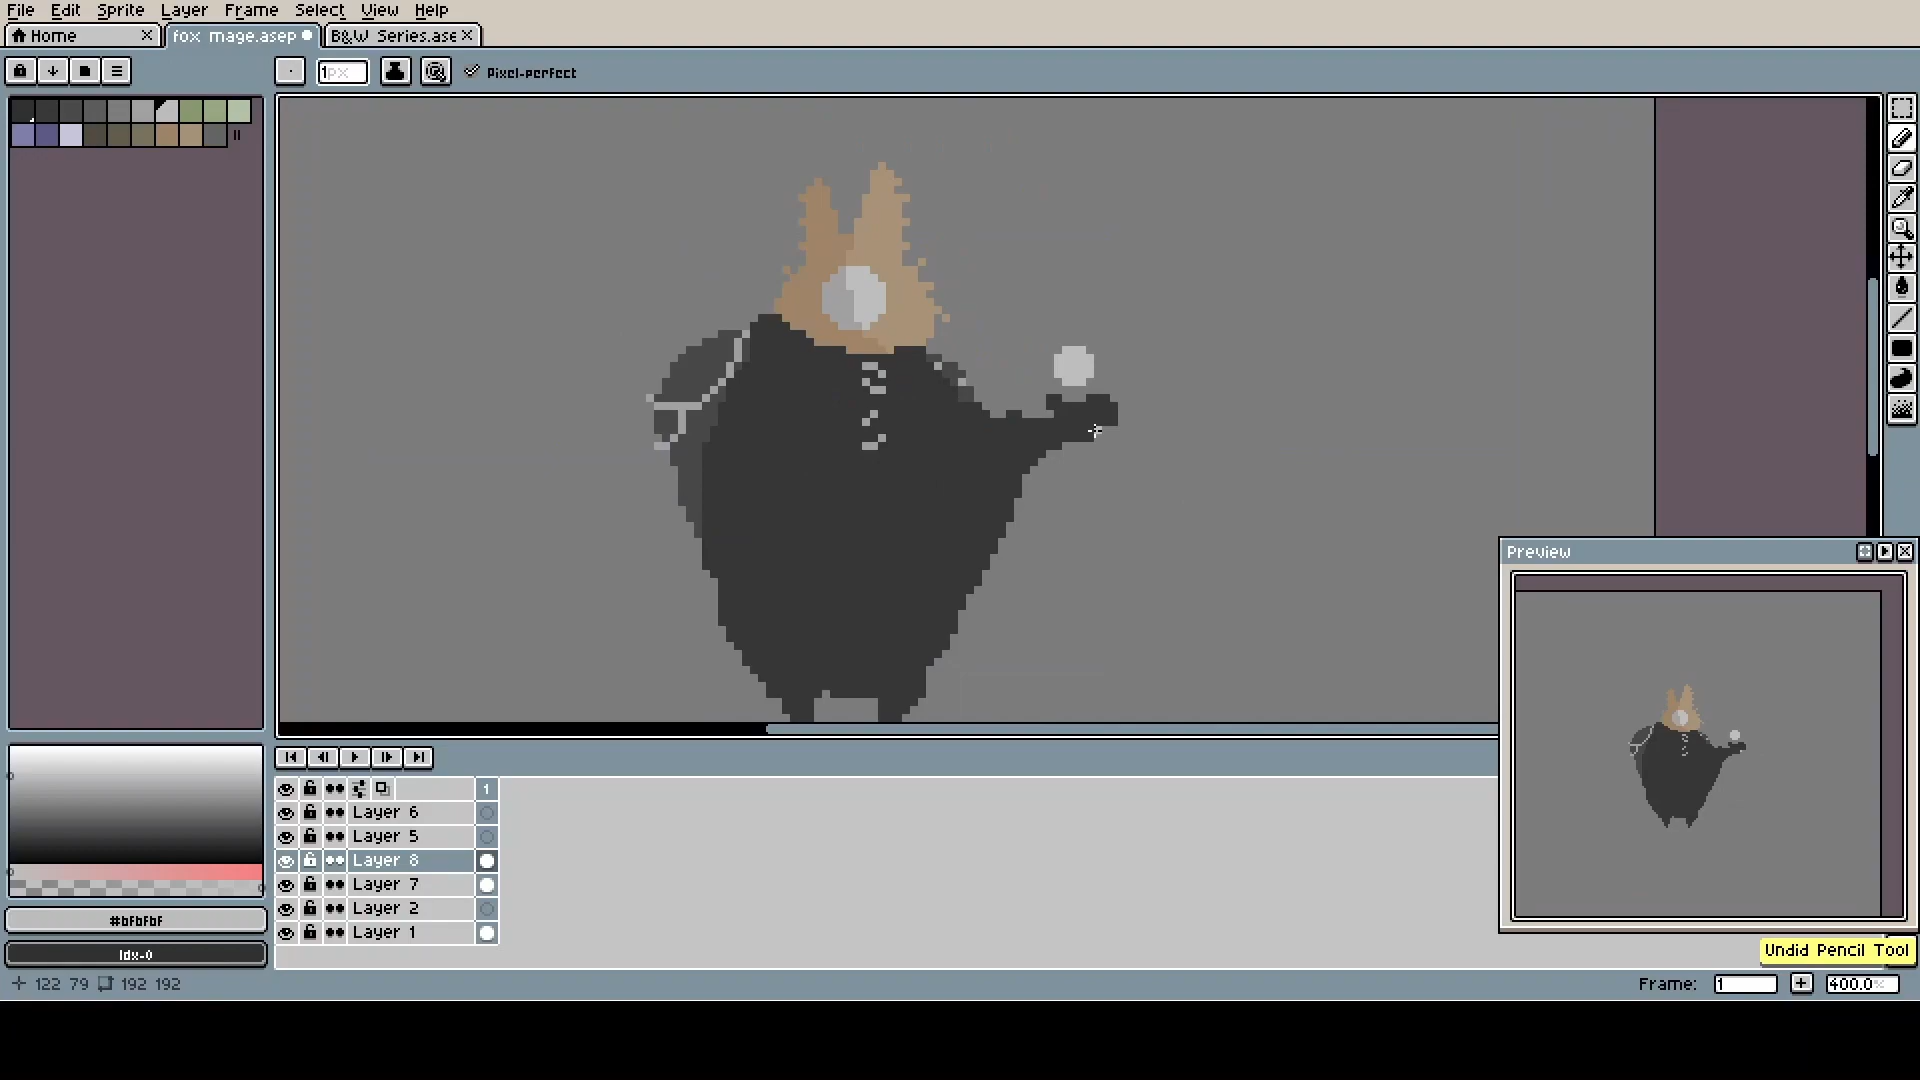 File Edit Sprite Layer Frame Select View Help
Home fox mage.asep B&W Series.ase
1px Pixel-perfect
Preview
1
Layer 6
Layer 5
Layer 8
Layer 7
Layer 2
Layer 1
#bfbfbf
Idx-0
Undid Pencil Tool
122 79 192 192 Frame: 1 400.0%